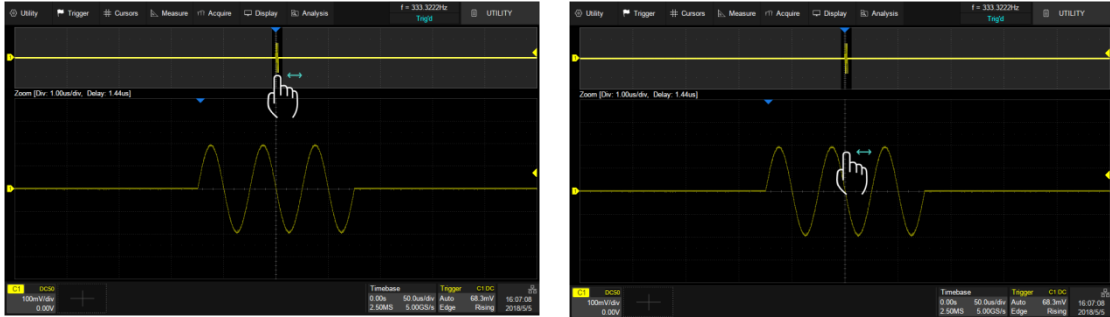 Utility Trigger Cursors Measure Acquire Display Analysis f = 333.3222Hz Trig'd UTILITY
Zoom [Div: 1.00us/div, Delay: 1.44us]
C1 DC50
100mV/div
0.00V
Timebase
0.00s 50.0us/div
2.50MS 5.00GS/s
Trigger C1 DC
Auto 68.3mV
Edge Rising
16:07:08
2018/5/5
Utility Trigger Cursors Measure Acquire Display Analysis f = 333.3222Hz Trig'd UTILITY
Zoom [Div: 1.00us/div, Delay: 1.44us]
C1 DC50
100mV/div
0.00V
Timebase
0.00s 50.0us/div
2.50MS 5.00GS/s
Trigger C1 DC
Auto 68.3mV
Edge Rising
16:07:08
2018/5/5